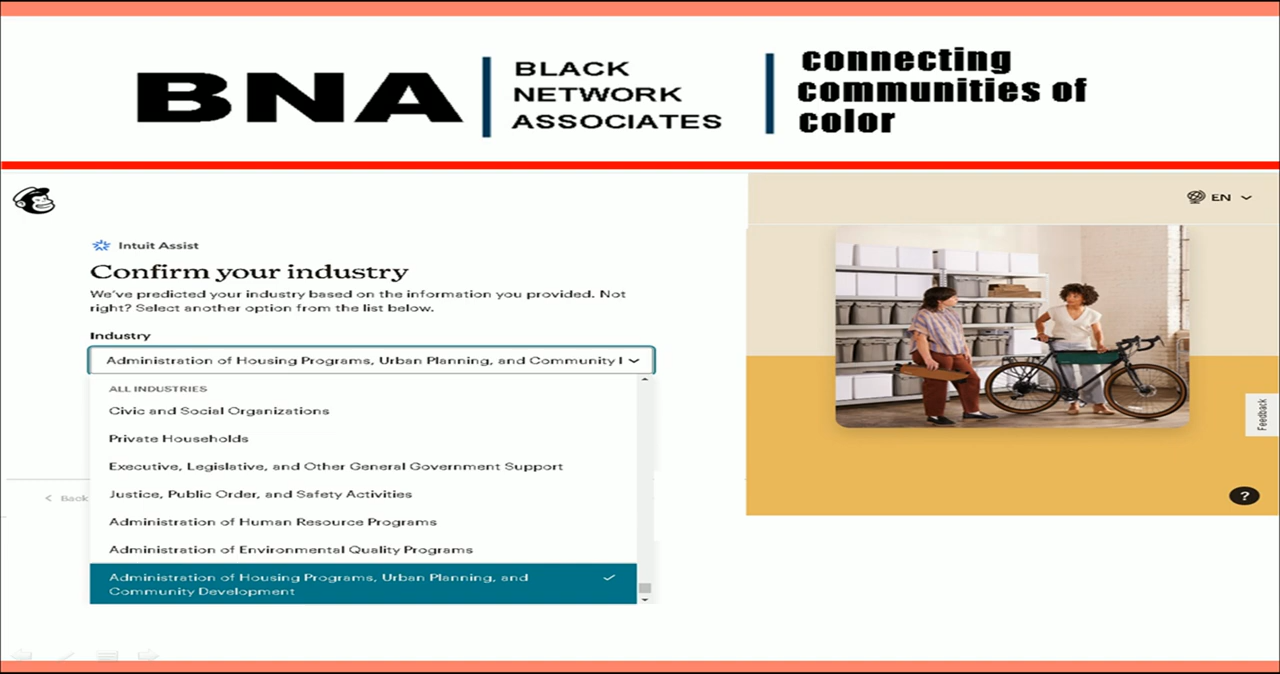 BNA
BLACK
NETWORK
ASSOCIATES
connecting
communities of
color
EN
Intuit Assist
Confirm your industry
We've predicted your industry based on the information you provided. Not
right? Select another option from the list below.
Industry
Administration of Housing Programs, Urban Planning, and Community
ALL INDUSTRIES
Civic and Social Organizations
Private Households
Executive, Legislative, and Other General Government Support
Justice, Public Order, and Safety Activities
Administration of Human Resource Programs
Administration of Environmental Quality Programs
Administration of Housing Programs, Urban Planning, and
Community Development
Back
Feedback
?